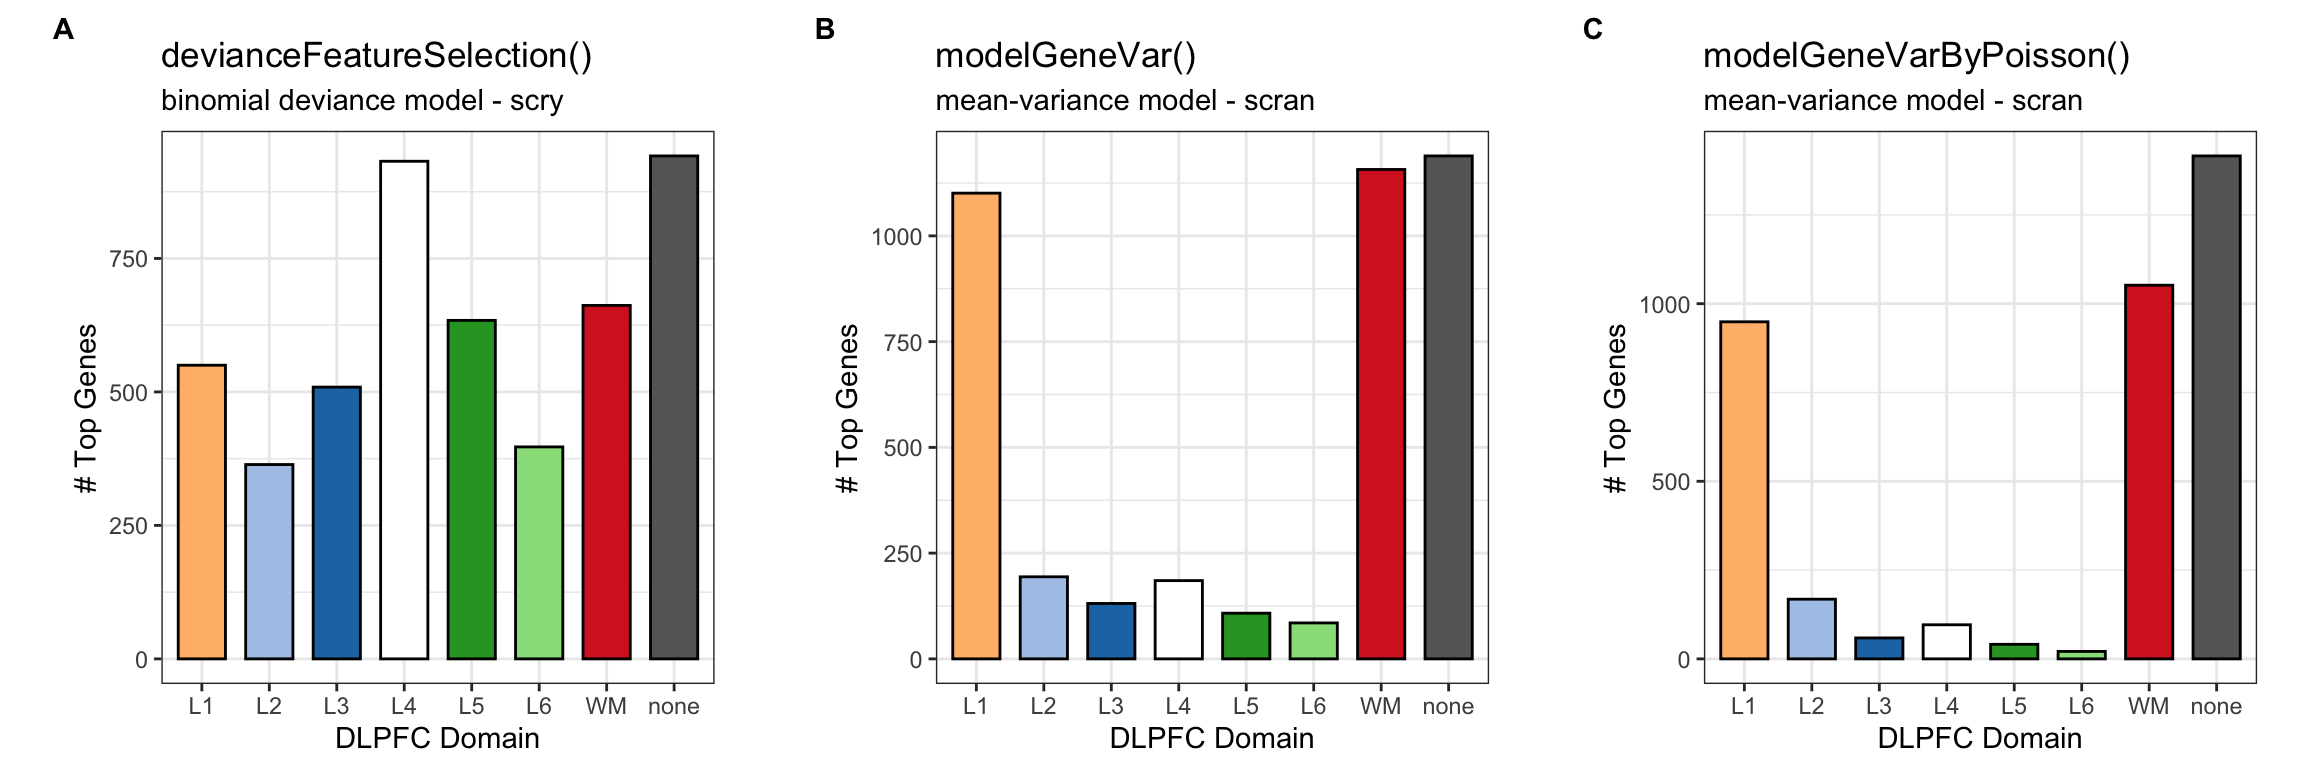 A
devianceFeatureSelection()
binomial deviance model - scry
# Top Genes
750
500
250
0
L1 L2 L3 L4 L5 L6 WM none
DLPFC Domain
B
modelGeneVar()
mean-variance model - scran
# Top Genes
1000
750
500
250
0
L1 L2 L3 L4 L5 L6 WM none
DLPFC Domain
C
modelGeneVarByPoisson()
mean-variance model - scran
# Top Genes
1000
500
0
L1 L2 L3 L4 L5 L6 WM none
DLPFC Domain